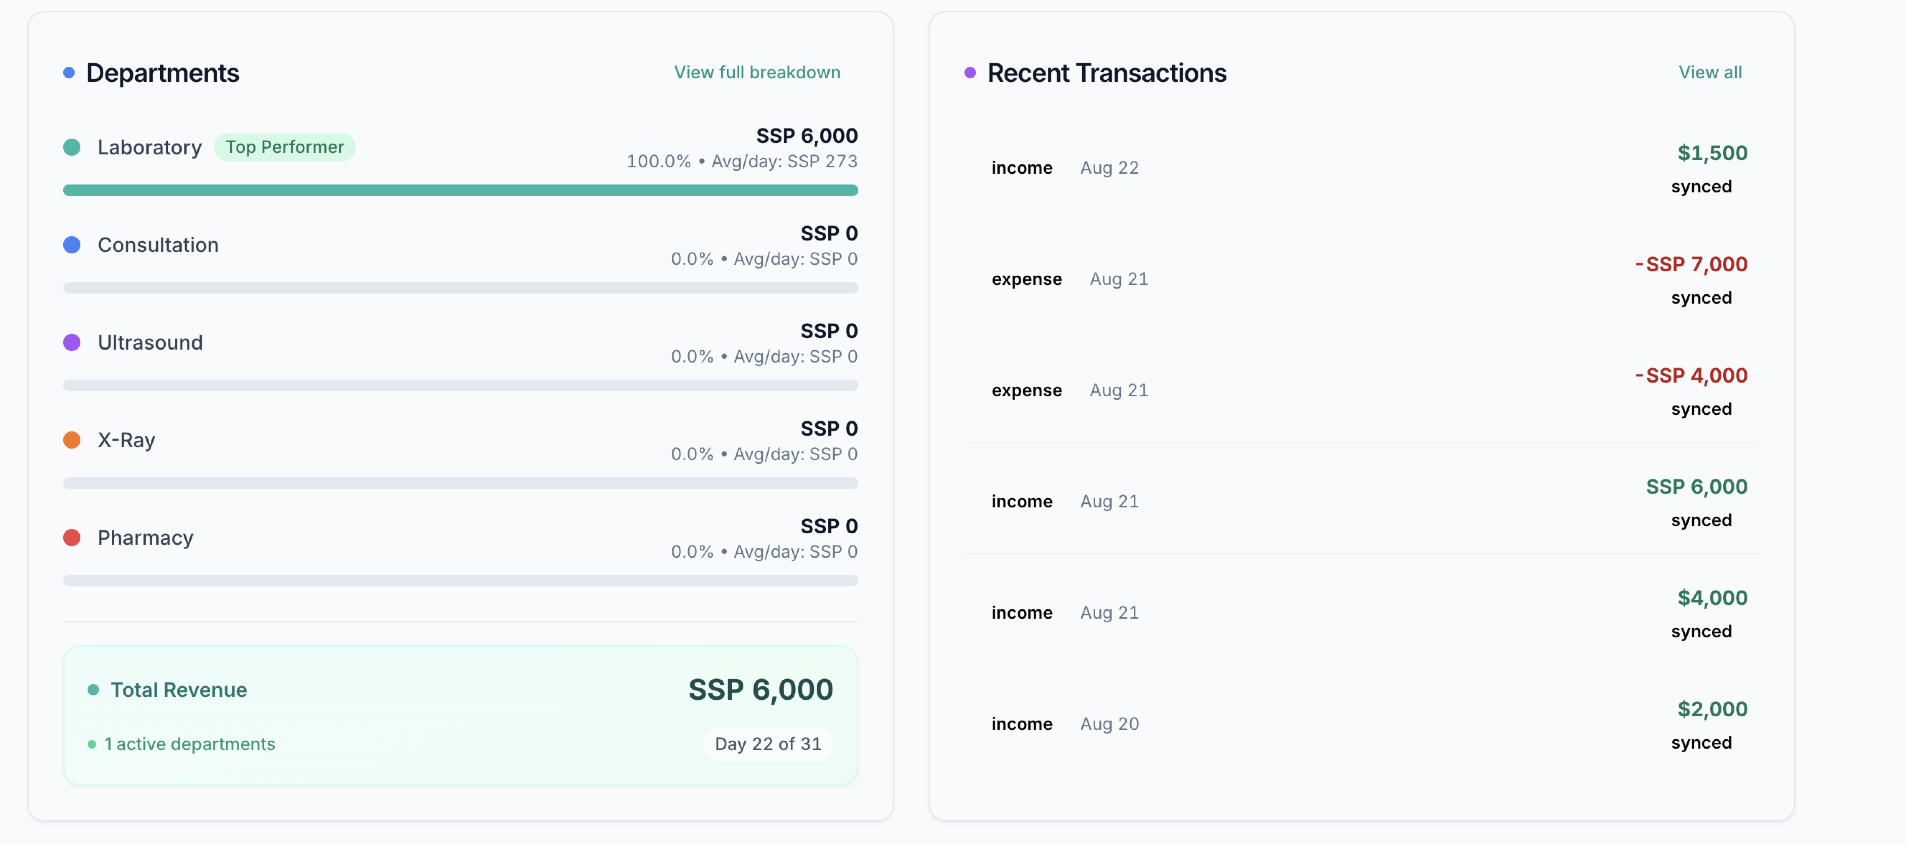 Departments
View full breakdown
Laboratory
Top Performer
SSP 6,000
100.0% • Avg/day: SSP 273
Consultation
SSP 0
0.0% • Avg/day: SSP 0
Ultrasound
SSP 0
0.0% • Avg/day: SSP 0
X-Ray
SSP 0
0.0% • Avg/day: SSP 0
Pharmacy
SSP 0
0.0% • Avg/day: SSP 0
Total Revenue
SSP 6,000
1 active departments
Day 22 of 31
Recent Transactions
View all
income Aug 22
$1,500
synced
expense Aug 21
-SSP 7,000
synced
expense Aug 21
-SSP 4,000
synced
income Aug 21
SSP 6,000
synced
income Aug 21
$4,000
synced
income Aug 20
$2,000
synced